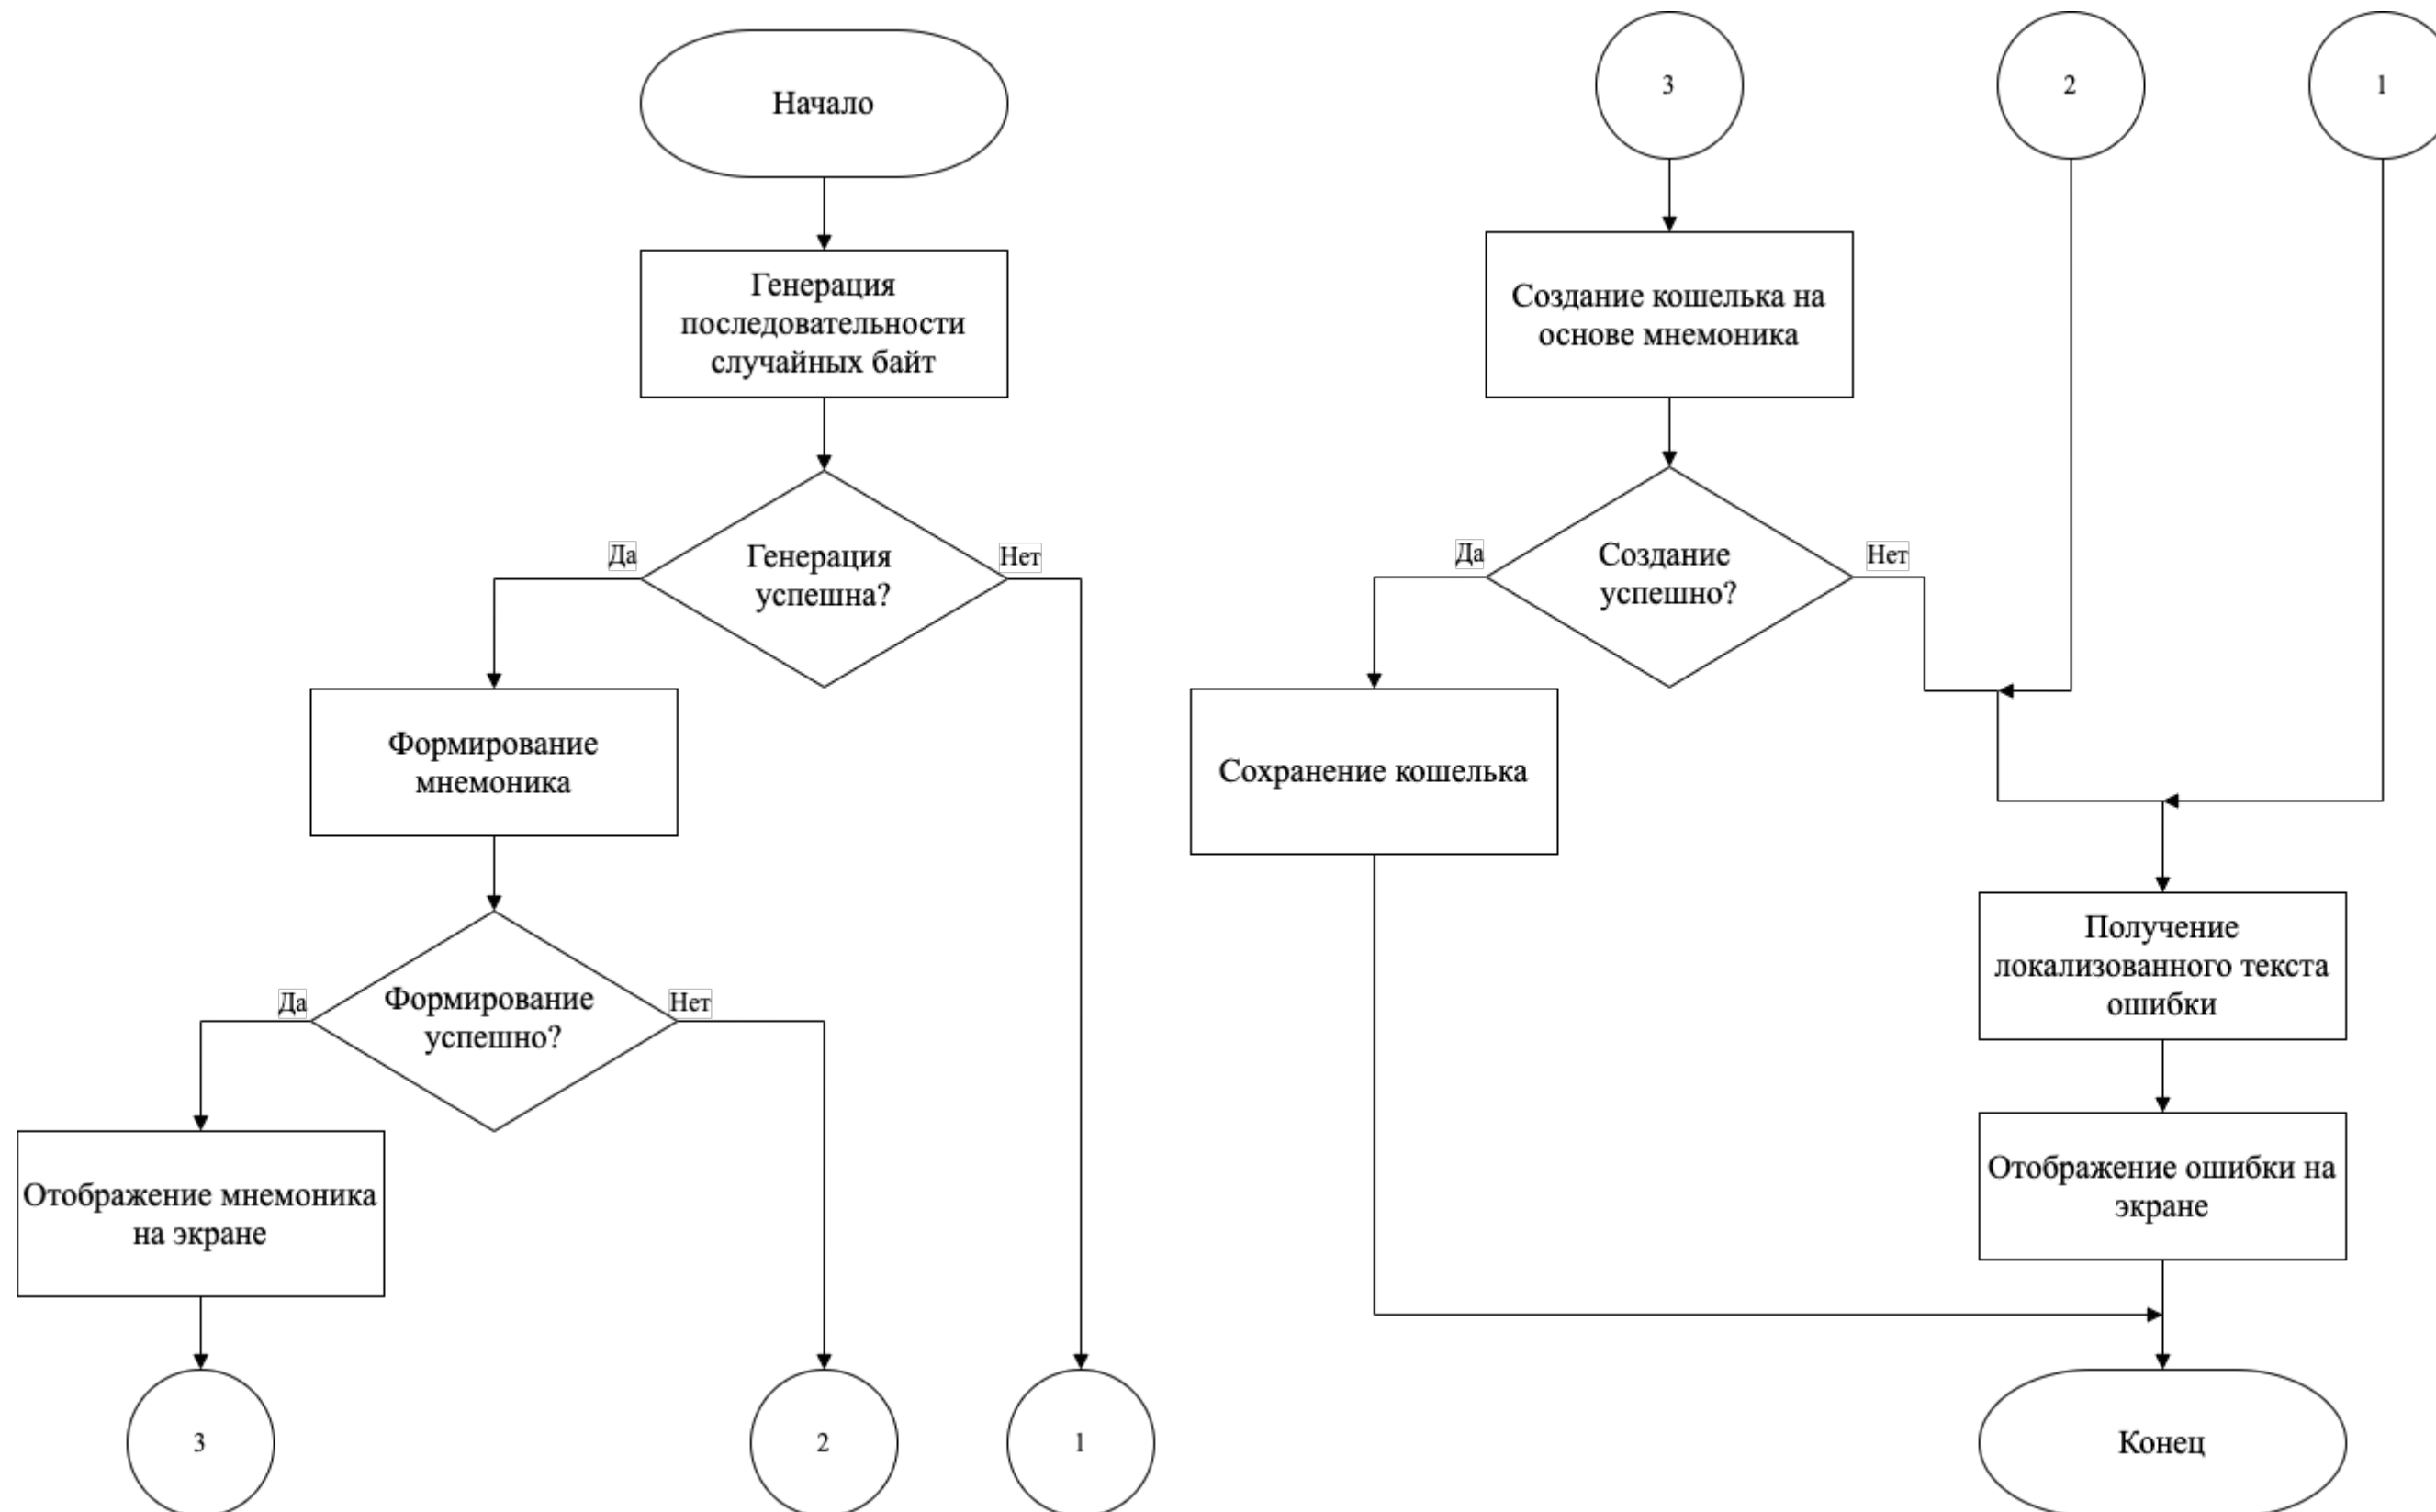 Начало
Генерация
последовательности
случайных байт
Генерация
успешна?
Да
Нет
Формирование
мнемоника
Формирование
успешно?
Да
Нет
Отображение мнемоника
на экране
3
2
1
3
2
1
Создание кошелька на
основе мнемоника
Создание
успешно?
Да
Нет
Сохранение кошелька
Получение
локализованного текста
ошибки
Отображение ошибки на
экране
Конец